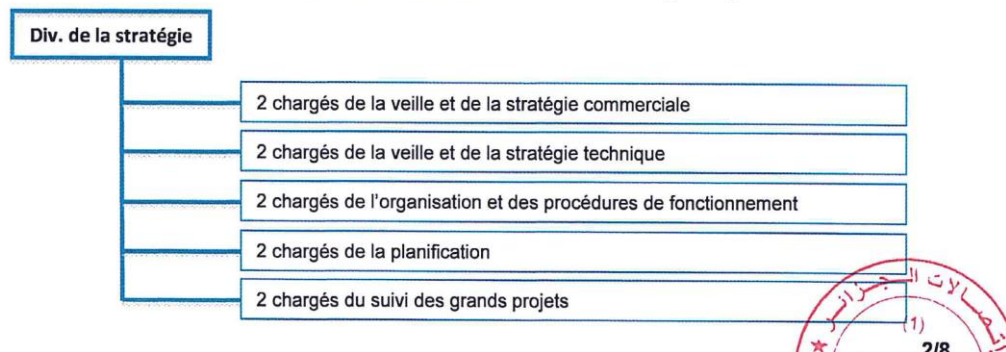 Div. de la stratégie
2 chargés de la veille et de la stratégie commerciale
2 chargés de la veille et de la stratégie technique
2 chargés de l'organisation et des procédures de fonctionnement
2 chargés de la planification
2 chargés du suivi des grands projets
(1)
2/8